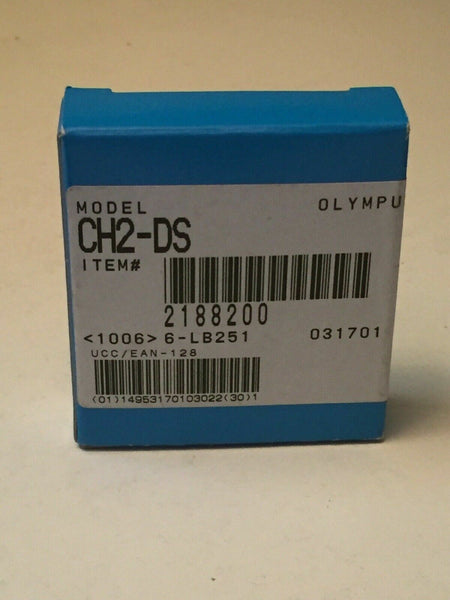 MODEL OLYMPU
CH2-DS
ITEM#
2188200
<1006> 6-LB251 031701
UCC/EAN-128
(01)14953170103022(30)1